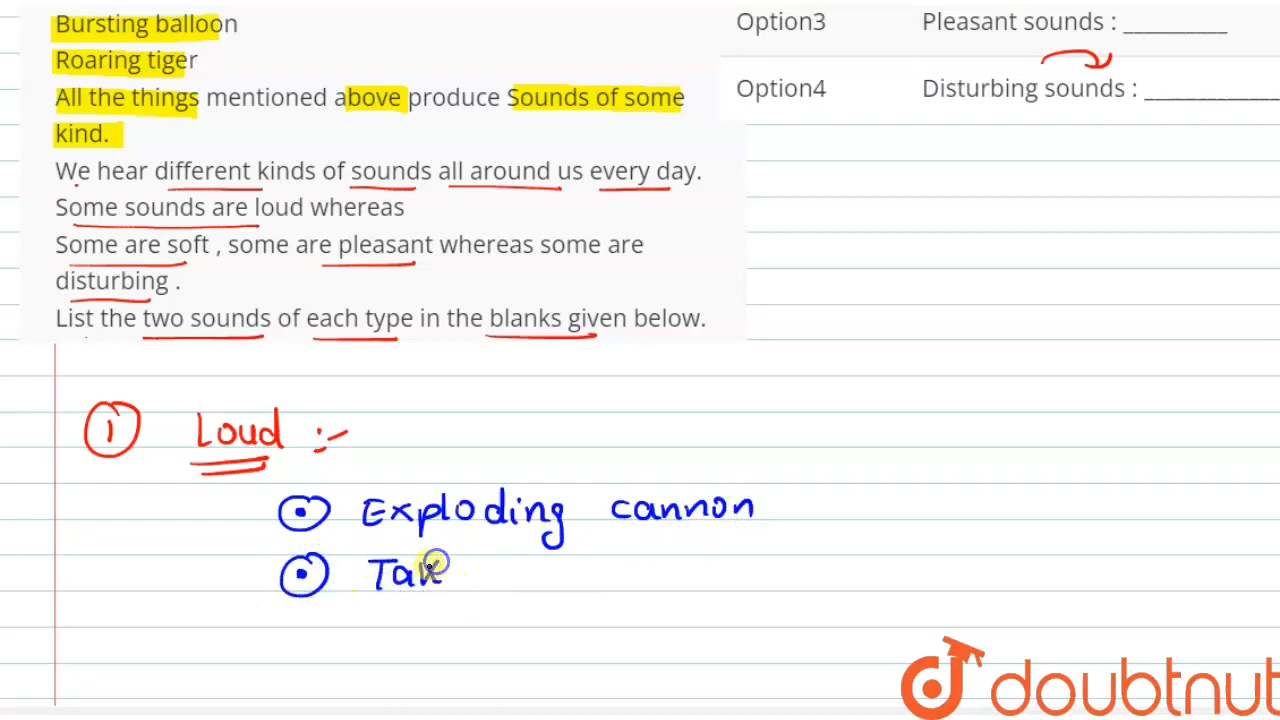 Bursting balloon
Roaring tiger
All the things mentioned above produce Sounds of some
kind.
We hear different kinds of sounds all around us every day.
Some sounds are loud whereas
Some are soft , some are pleasant whereas some are
disturbing .
List the two sounds of each type in the blanks given below.
Option3 Pleasant sounds : __________
Option4 Disturbing sounds : _____________
1 Loud :-
Exploding cannon
Tak
doubtnut